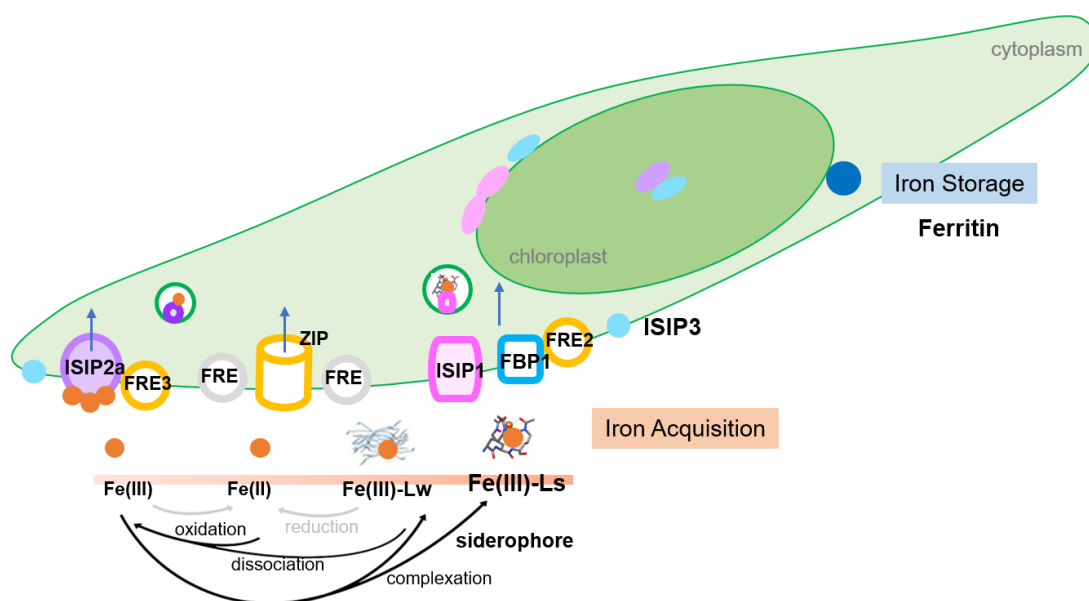 cytoplasm
Iron Storage
Ferritin
chloroplast
ISIP3
ZIP
FRE2
FBP1
ISIP1
ISIP2a
FRE3
FRE
FRE
Iron Acquisition
Fe(III)
Fe(II)
Fe(III)-Lw
Fe(III)-Ls
oxidation
reduction
siderophore
dissociation
complexation